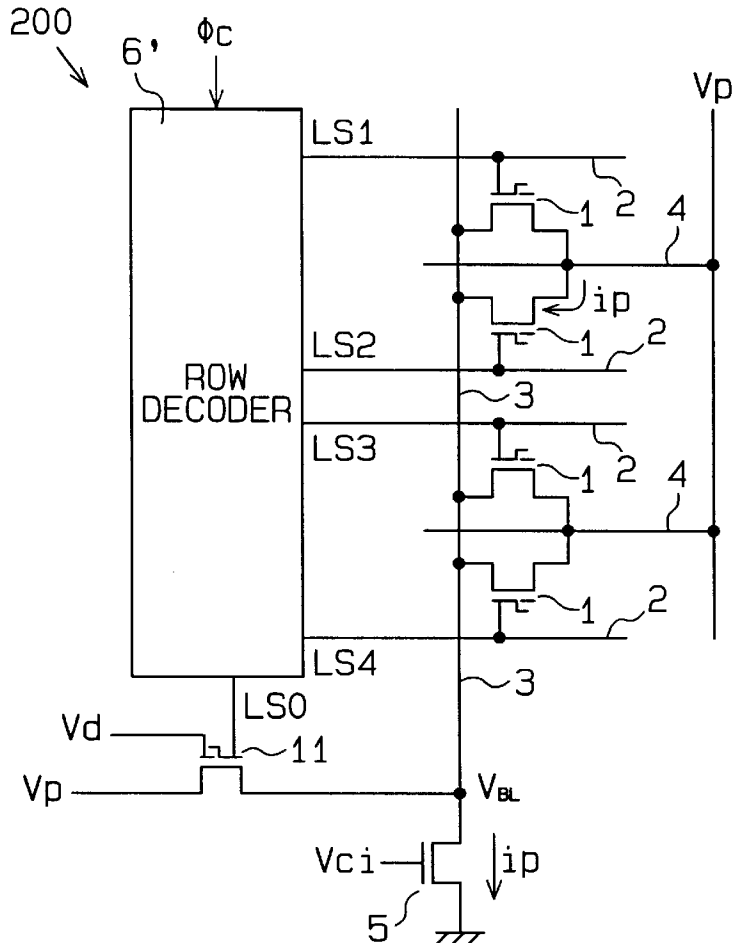 200
6'
ΦC
Vp
LS1
2
1
4
ip
LS2
1
2
ROW
DECODER
3
LS3
2
1
4
1
2
LS4
3
LS0
Vd
11
Vp
VBL
Vci
ip
5